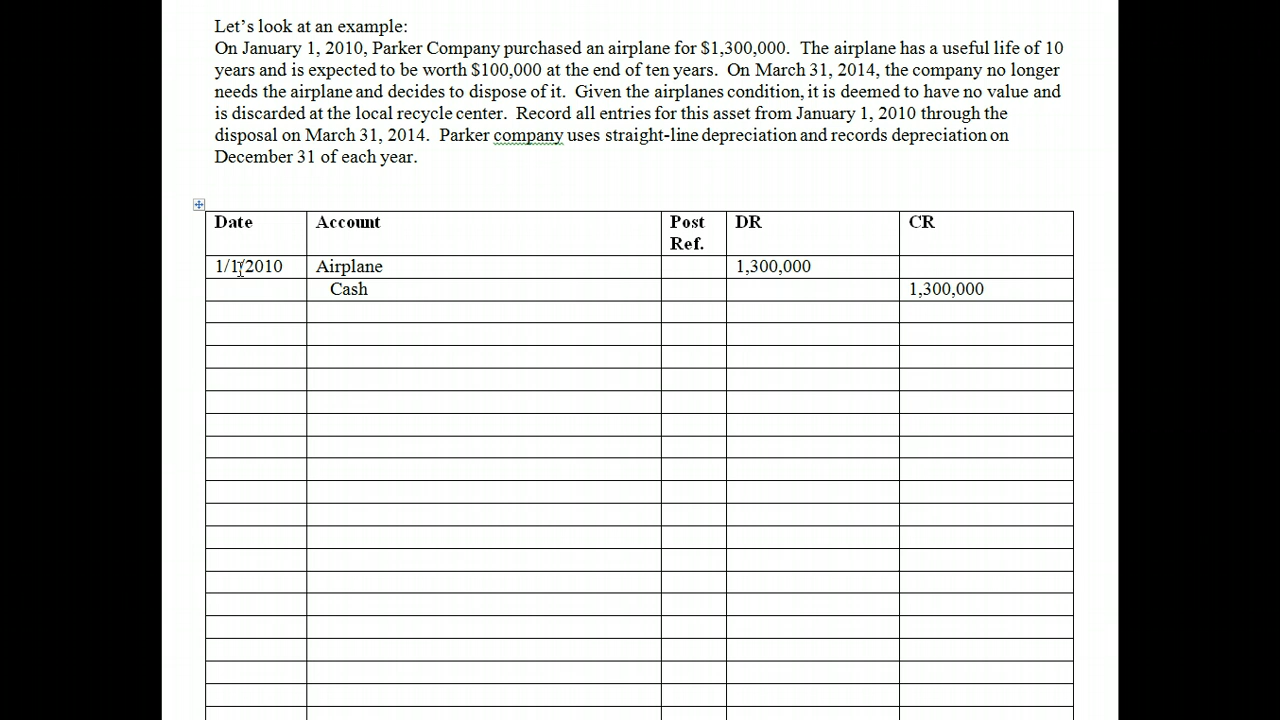 Let's look at an example:
On January 1, 2010, Parker Company purchased an airplane for $1,300,000. The airplane has a useful life of 10
years and is expected to be worth $100,000 at the end of ten years. On March 31, 2014, the company no longer
needs the airplane and decides to dispose of it. Given the airplanes condition, it is deemed to have no value and
is discarded at the local recycle center. Record all entries for this asset from January 1, 2010 through the
disposal on March 31, 2014. Parker company uses straight-line depreciation and records depreciation on
December 31 of each year.
Date Account Post Ref. DR CR
1/1/2010 Airplane 1,300,000
Cash 1,300,000